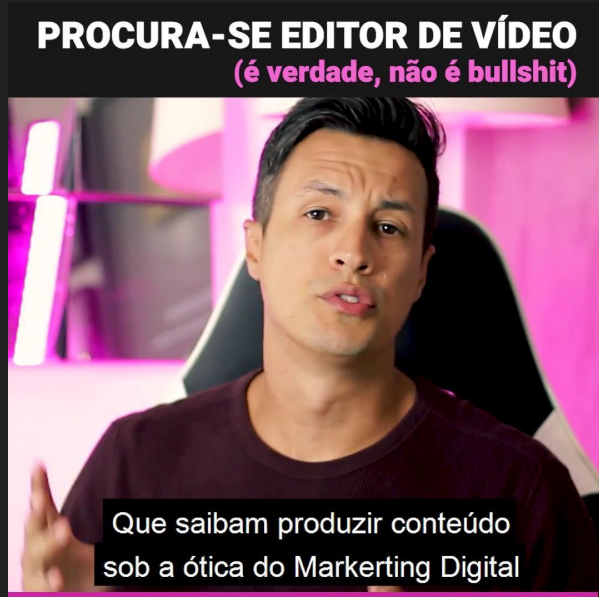 PROCURA-SE EDITOR DE VÍDEO
(é verdade, não é bullshit)
Que saibam produzir conteúdo
sob a ótica do Markerting Digital